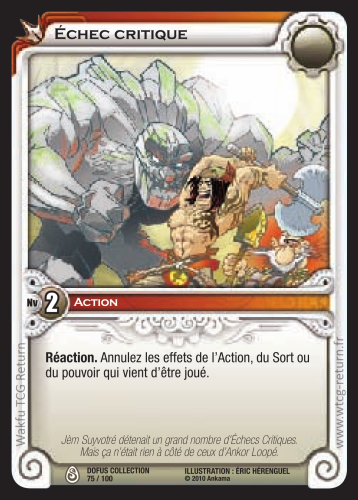 ÉCHEC CRITIQUE
Nv 2 ACTION
Réaction. Annulez les effets de l'Action, du Sort ou
du pouvoir qui vient d'être joué.
Jèm Suyvotré détenait un grand nombre d'Échecs Critiques.
Mais ça n'était rien à côté de ceux d'Ankor Loopé.
DOFUS COLLECTION
75 / 100
ILLUSTRATION : ÉRIC HÉRENGUEL
© 2010 Ankama
Wakfu TCG Return
www.wtcg-return.fr